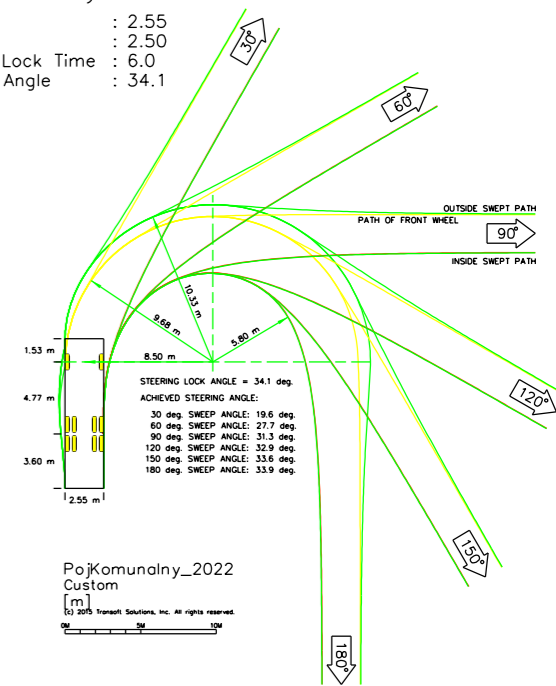 : 2.55
: 2.50
Lock Time : 6.0
Angle : 34.1
30°
60°
OUTSIDE SWEPT PATH
PATH OF FRONT WHEEL
90°
INSIDE SWEPT PATH
10.33 m
9.68 m
5.80 m
1.53 m
8.50 m
4.77 m
3.60 m
2.55 m
STEERING LOCK ANGLE = 34.1 deg.
ACHIEVED STEERING ANGLE:
30 deg. SWEEP ANGLE: 19.6 deg.
60 deg. SWEEP ANGLE: 27.7 deg.
90 deg. SWEEP ANGLE: 31.3 deg.
120 deg. SWEEP ANGLE: 32.9 deg.
150 deg. SWEEP ANGLE: 33.6 deg.
180 deg. SWEEP ANGLE: 33.9 deg.
120°
150°
180°
PojKomunalny_2022
Custom
[m]
(c) 2015 Transoft Solutions, Inc. All rights reserved.
0M 5M 10M